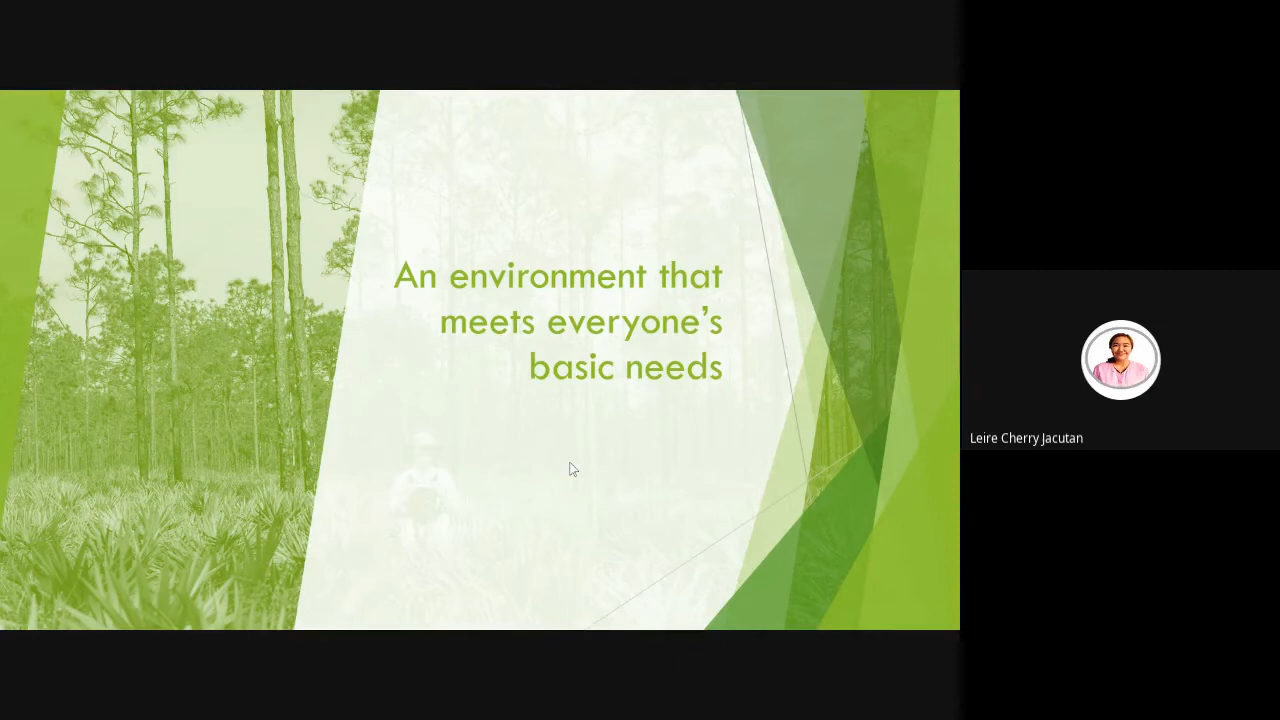 An environment that
meets everyone's
basic needs
Leire Cherry Jacutan